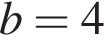 b = 4